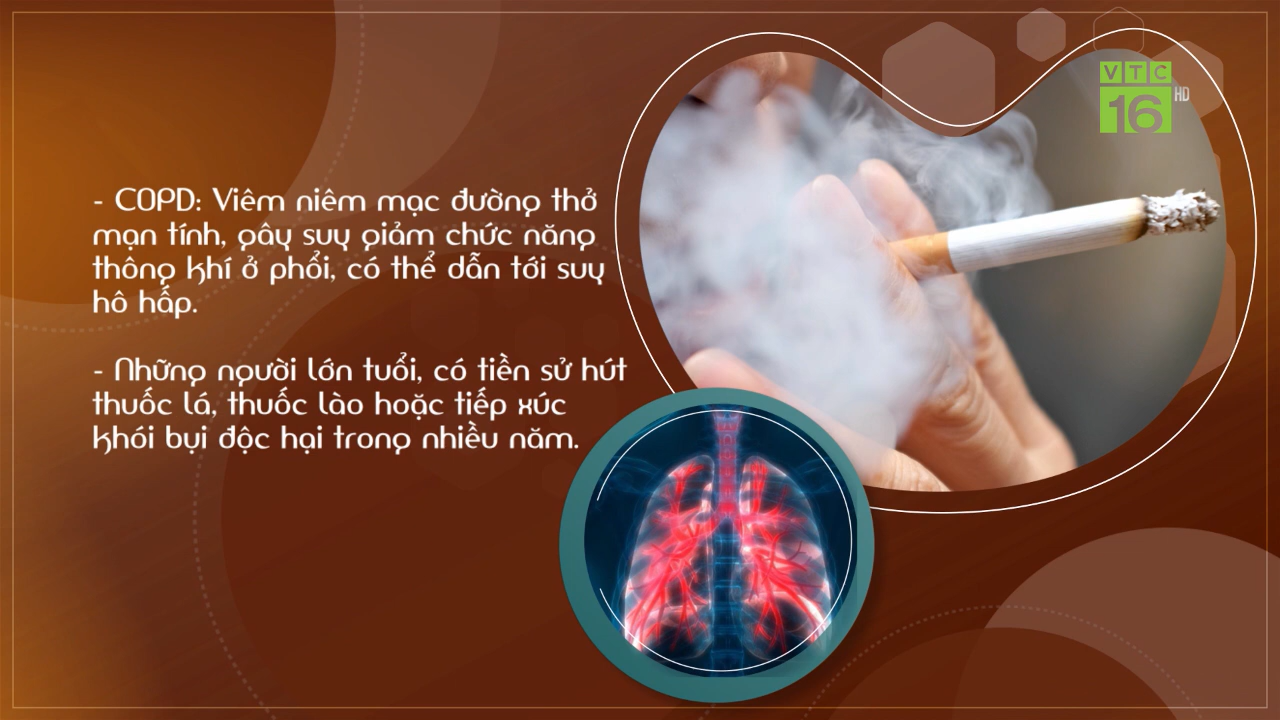 - COPD: Viêm niêm mạc đường thở
mạn tính, gây suy giảm chức năng
thông khí ở phổi, có thể dẫn tới suy
hô hấp.
- Những người lớn tuổi, có tiền sử hút
thuốc lá, thuốc lào hoặc tiếp xúc
khói bụi độc hại trong nhiều năm.
VTC
16 HD